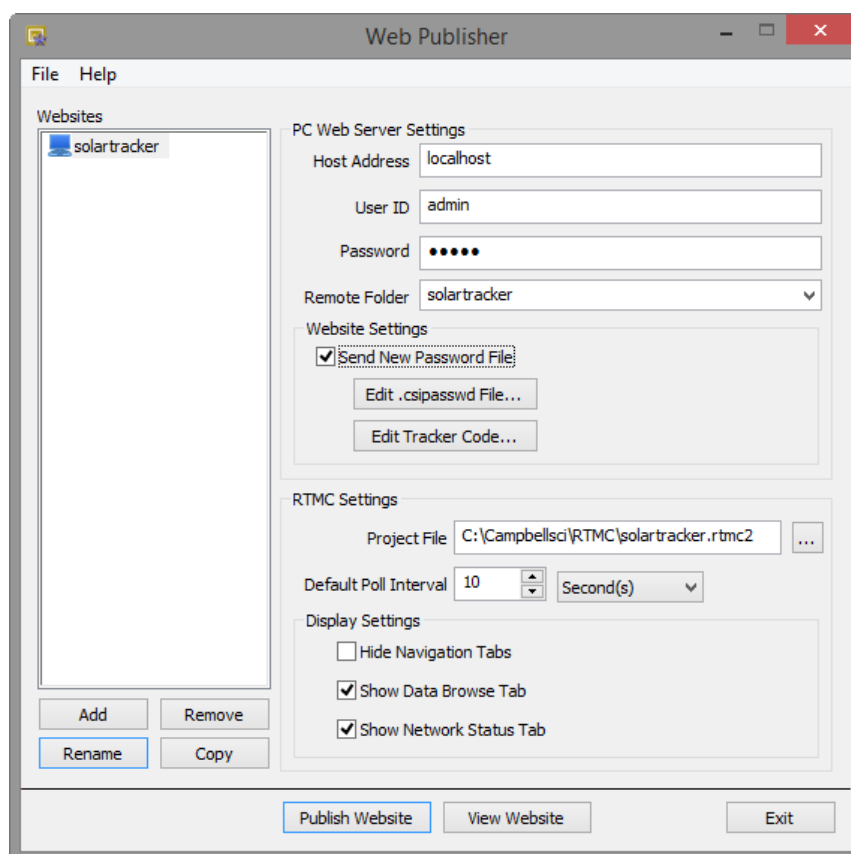 Web Publisher
File Help
Websites
solartracker
PC Web Server Settings
Host Address localhost
User ID admin
Password •••••
Remote Folder solartracker
Website Settings
Send New Password File
Edit .csipasswd File...
Edit Tracker Code...
RTMC Settings
Project File C:\Campbellsci\RTMC\solartracker.rtmc2 ...
Default Poll Interval 10 Second(s)
Display Settings
Hide Navigation Tabs
Show Data Browse Tab
Show Network Status Tab
Add Remove
Rename Copy
Publish Website View Website Exit